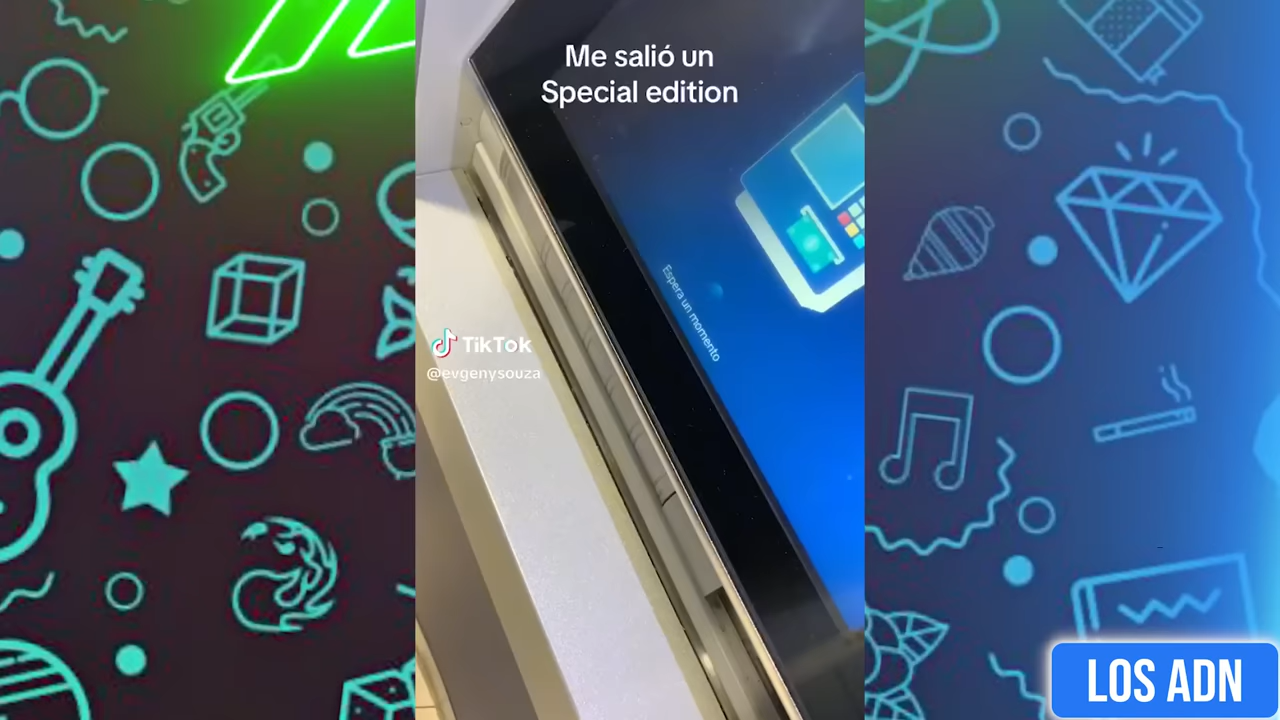 Me salió un
Special edition
Espera un momento
TikTok
@evgenysouza
LOS ADN